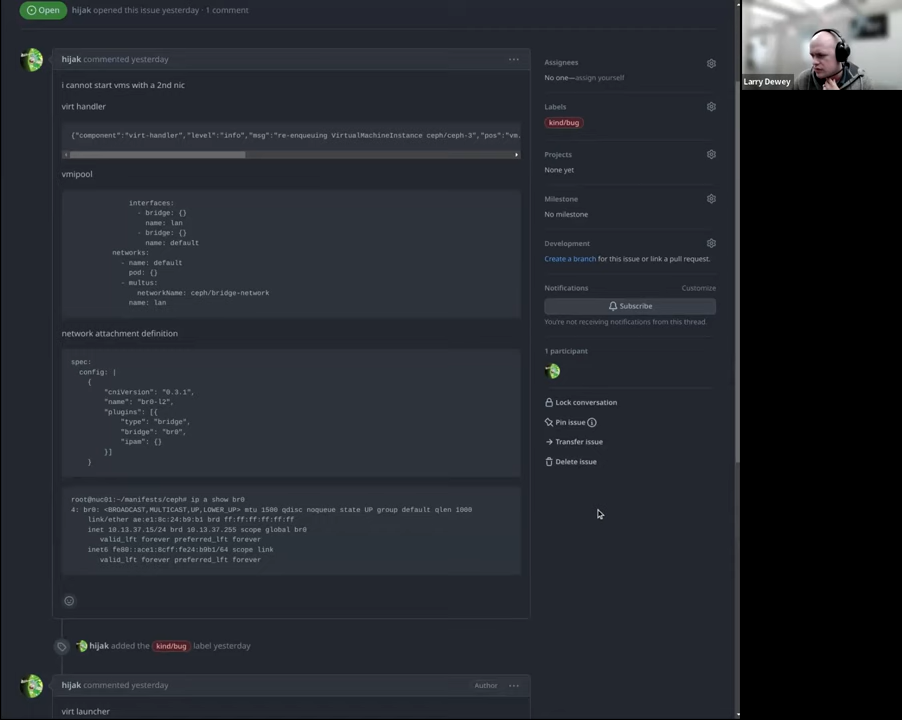 Open
hijak opened this issue yesterday · 1 comment
hijak commented yesterday
i cannot start vms with a 2nd nic
virt handler
{"component":"virt-handler","level":"info","msg":"re-enqueuing VirtualMachineInstance ceph/ceph-3","pos":"vm.
vmipool
interfaces:
- bridge: {}
name: lan
- bridge: {}
name: default
networks:
- name: default
pod: {}
- multus:
networkName: ceph/bridge-network
name: lan
network attachment definition
spec:
config: |
{
"cniVersion": "0.3.1",
"name": "br0-l2",
"plugins": [{
"type": "bridge",
"bridge": "br0",
"ipam": {}
}]
}
root@nuc01:~/manifests/ceph# ip a show br0
4: br0: <BROADCAST,MULTICAST,UP,LOWER_UP> mtu 1500 qdisc noqueue state UP group default qlen 1000
link/ether ae:e1:8c:24:b9:b1 brd ff:ff:ff:ff:ff:ff
inet 10.13.37.15/24 brd 10.13.37.255 scope global br0
valid_lft forever preferred_lft forever
inet6 fe80::ace1:8cff:fe24:b9b1/64 scope link
valid_lft forever preferred_lft forever
hijak added the kind/bug label yesterday
hijak commented yesterday
Author
virt launcher
Assignees
No one—assign yourself
Labels
kind/bug
Projects
None yet
Milestone
No milestone
Development
Create a branch for this issue or link a pull request.
Notifications
Customize
Subscribe
You're not receiving notifications from this thread.
1 participant
Lock conversation
Pin issue
Transfer issue
Delete issue
Larry Dewey